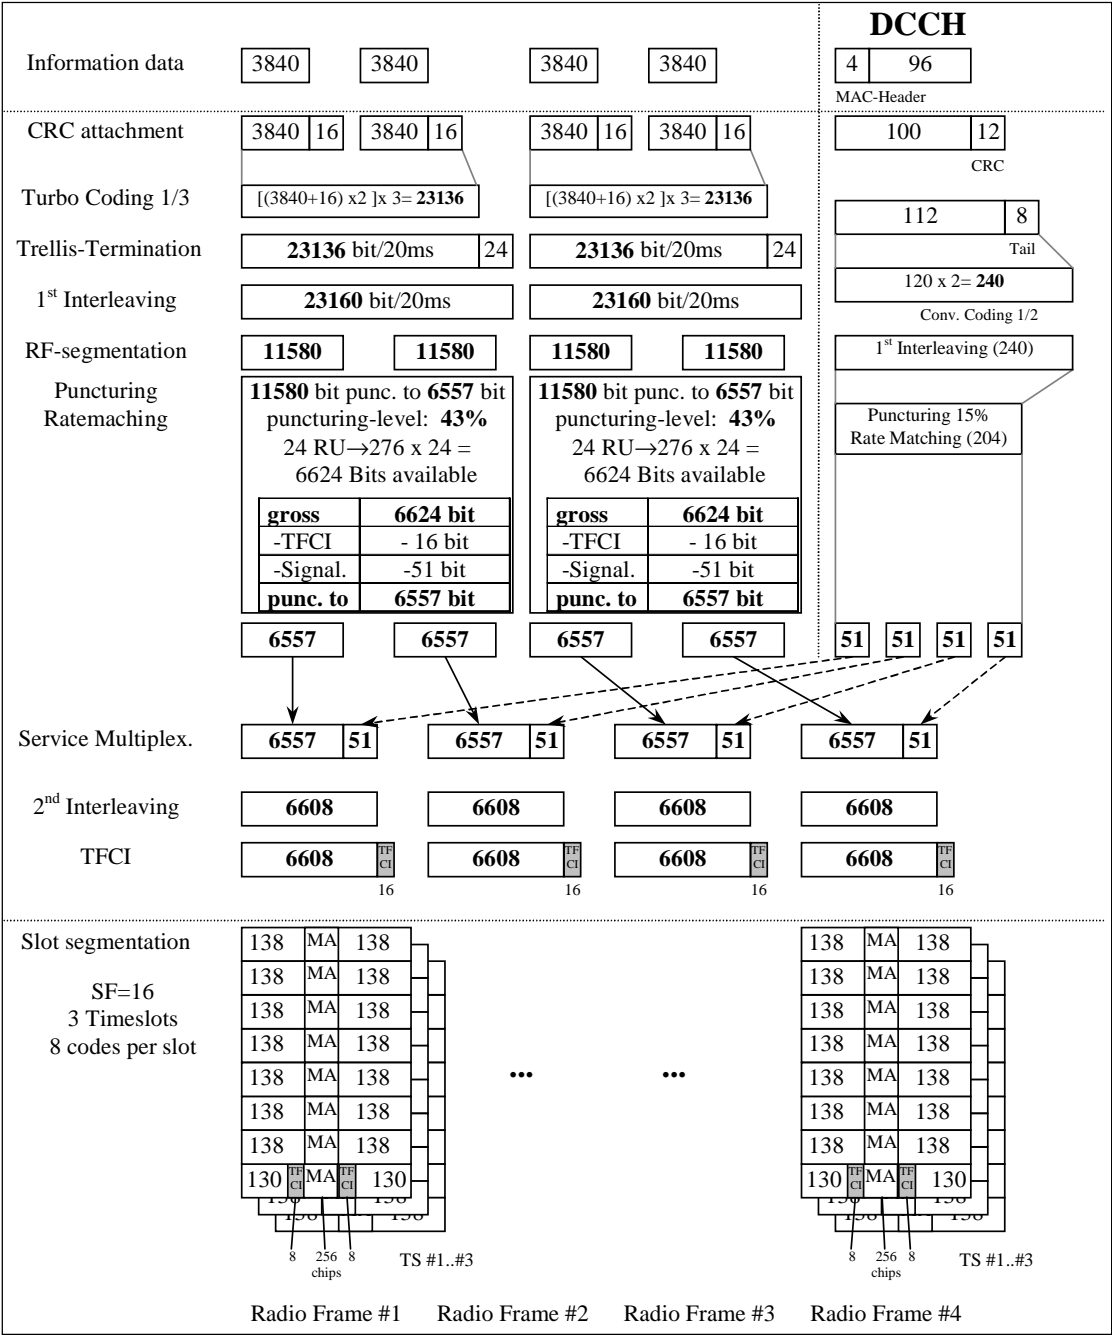 DCCH
Information data 3840 3840 3840 3840 4 96
MAC-Header
CRC attachment 3840 16 3840 16 3840 16 3840 16 100 12
CRC
Turbo Coding 1/3 [(3840+16) x2 ]x 3= 23136 [(3840+16) x2 ]x 3= 23136
112 8
Trellis-Termination 23136 bit/20ms 24 23136 bit/20ms 24
Tail
120 x 2= 240
1st Interleaving 23160 bit/20ms 23160 bit/20ms
Conv. Coding 1/2
RF-segmentation 11580 11580 11580 11580 1st Interleaving (240)
Puncturing
Ratemaching
11580 bit punc. to 6557 bit
puncturing-level: 43%
24 RU→276 x 24 =
6624 Bits available
gross 6624 bit
-TFCI - 16 bit
-Signal. -51 bit
punc. to 6557 bit
11580 bit punc. to 6557 bit
puncturing-level: 43%
24 RU→276 x 24 =
6624 Bits available
gross 6624 bit
-TFCI - 16 bit
-Signal. -51 bit
punc. to 6557 bit
Puncturing 15%
Rate Matching (204)
6557 6557 6557 6557 51 51 51 51
Service Multiplex. 6557 51 6557 51 6557 51 6557 51
2nd Interleaving 6608 6608 6608 6608
TFCI 6608 TF CI 6608 TF CI 6608 TF CI 6608 TF CI
16 16 16 16
Slot segmentation 138 MA 138 138 MA 138
138 MA 138 138 MA 138
SF=16
3 Timeslots
8 codes per slot
138 MA 138 138 MA 138
138 MA 138 138 MA 138
138 MA 138 ... ... 138 MA 138
138 MA 138 138 MA 138
138 MA 138 138 MA 138
130 TF CI MA TF CI 130 130 TF CI MA TF CI 130
138 138 138 138
138 138 138 138
8 256 chips 8 TS #1..#3 8 256 chips 8 TS #1..#3
Radio Frame #1 Radio Frame #2 Radio Frame #3 Radio Frame #4